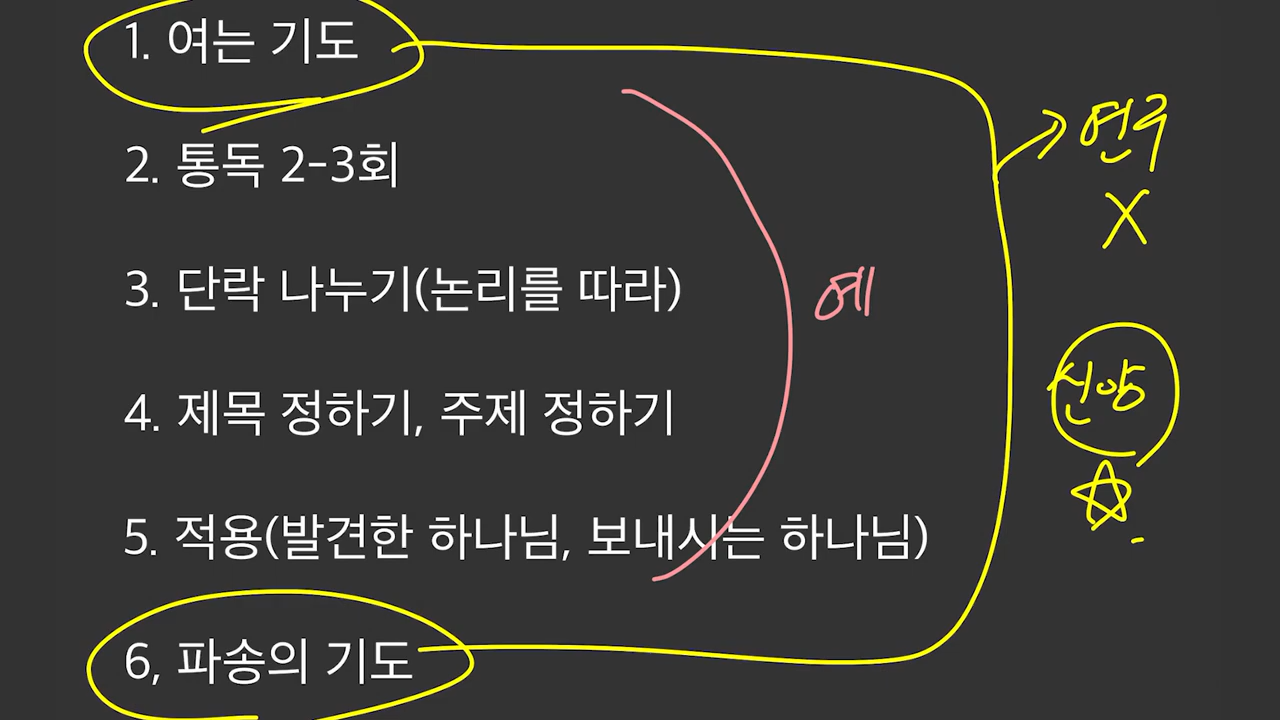 1. 여는 기도
2. 통독 2-3회
3. 단락 나누기(논리를 따라)
4. 제목 정하기, 주제 정하기
5. 적용(발견한 하나님, 보내시는 하나님)
6, 파송의 기도
연구
X
예
신앙